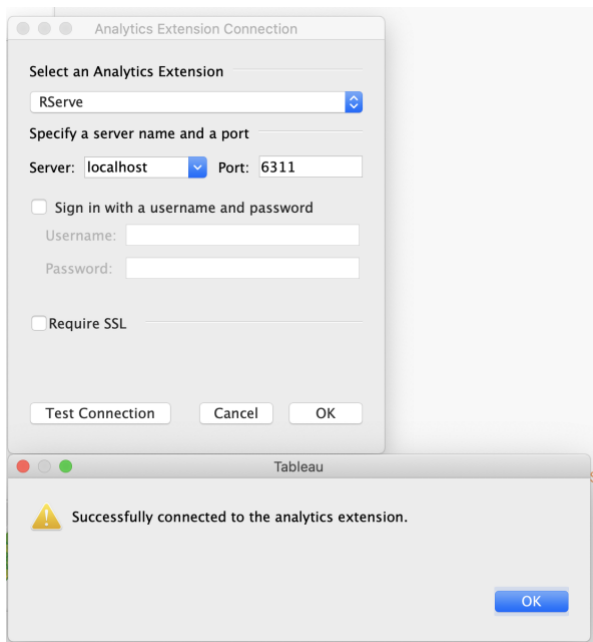 Analytics Extension Connection
Select an Analytics Extension
RServe
Specify a server name and a port
Server: localhost Port: 6311
Sign in with a username and password
Username:
Password:
Require SSL
Test Connection Cancel OK
Tableau
Successfully connected to the analytics extension.
OK